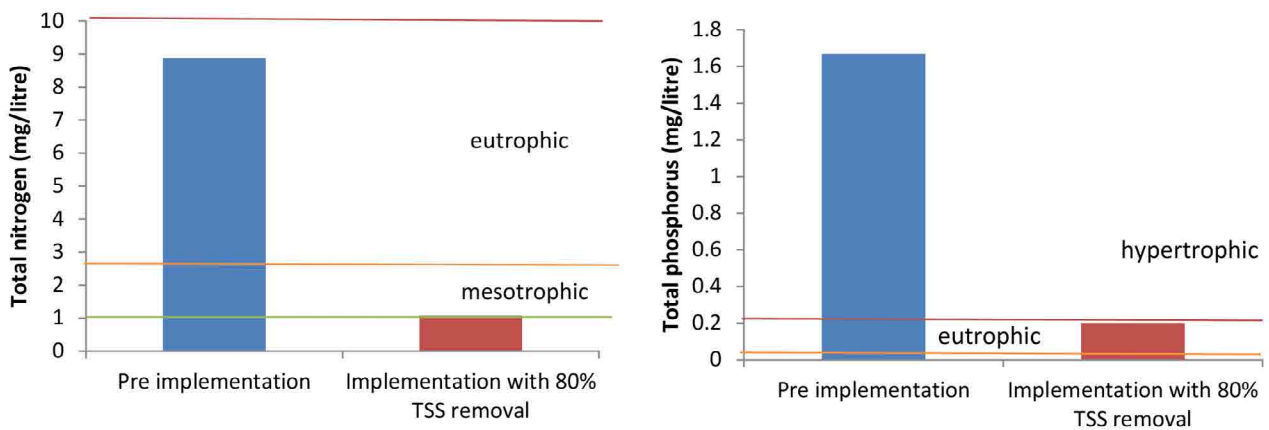 Total nitrogen (mg/litre)
10
9
8
7
6
5
4
3
2
1
0
eutrophic
mesotrophic
Pre implementation
Implementation with 80%
TSS removal
Total phosphorus (mg/litre)
1.8
1.6
1.4
1.2
1
0.8
0.6
0.4
0.2
0
hypertrophic
eutrophic
Pre implementation
Implementation with 80%
TSS removal